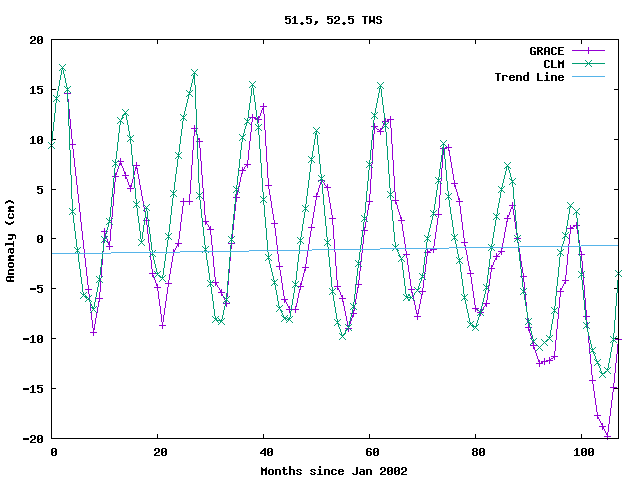 51.5, 52.5 TWS
GRACE
CLM
Trend Line
20
15
10
5
0
-5
-10
-15
-20
Anomaly (cm)
0 20 40 60 80 100
Months since Jan 2002